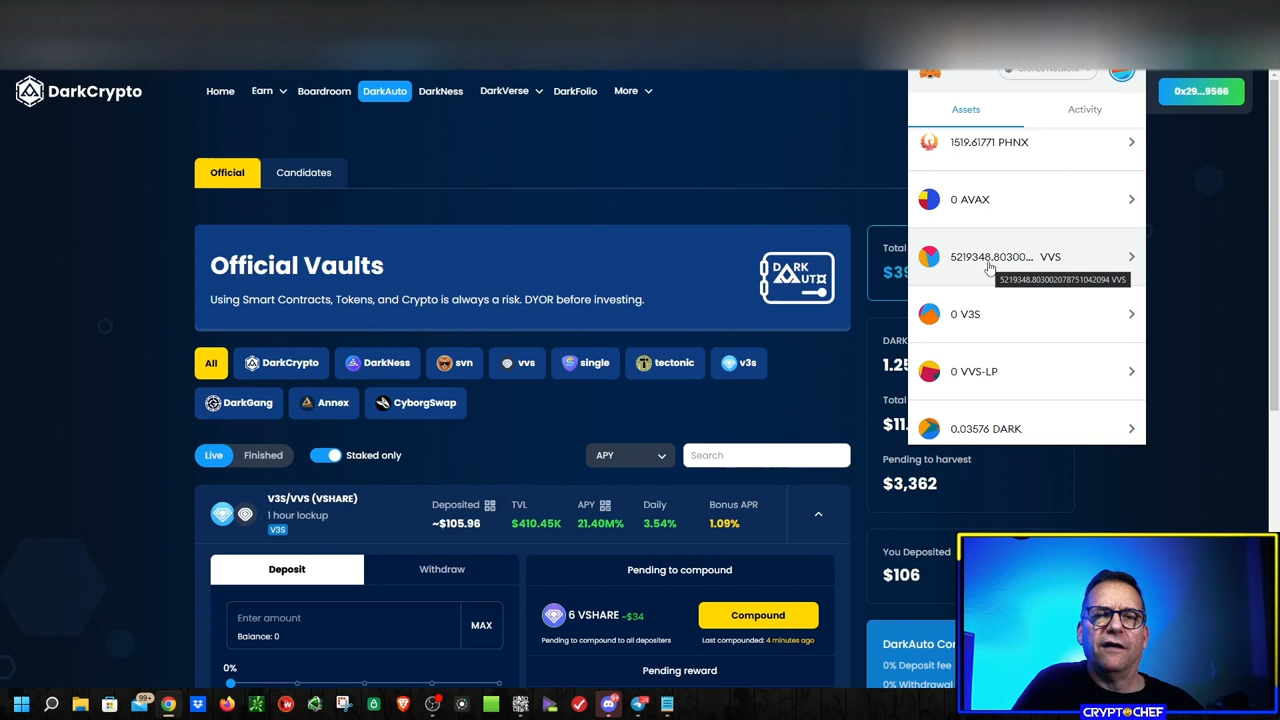 DarkCrypto
Home
Earn
Boardroom
DarkAuto
DarkNess
DarkVerse
DarkFolio
More
0x29...9566
Assets
Activity
1519.61771 PHNX
0 AVAX
5219348.80300... VVS
5219348.803002078751042094 VVS
0 V3S
0 VVS-LP
0.03576 DARK
Official
Candidates
Official Vaults
Using Smart Contracts, Tokens, and Crypto is always a risk. DYOR before investing.
DARK
AUTO
Total
DARK
Total
Pending to harvest
$3,362
You Deposited
$106
All
DarkCrypto
DarkNess
svn
vvs
single
tectonic
v3s
DarkGang
Annex
CyborgSwap
Live
Finished
Staked only
APY
Search
V3S/VVS (VSHARE)
1 hour lockup
V3S
Deposited
~$105.96
TVL
$410.45K
APY
21.40M%
Daily
3.54%
Bonus APR
1.09%
Deposit
Withdraw
Enter amount
Balance: 0
MAX
0%
Pending to compound
6 VSHARE ~$34
Pending to compound to all depositers
Compound
Last compounded: 4 minutes ago
Pending reward
DarkAuto
0% Deposit fee
99+
CRYPTO CHEF